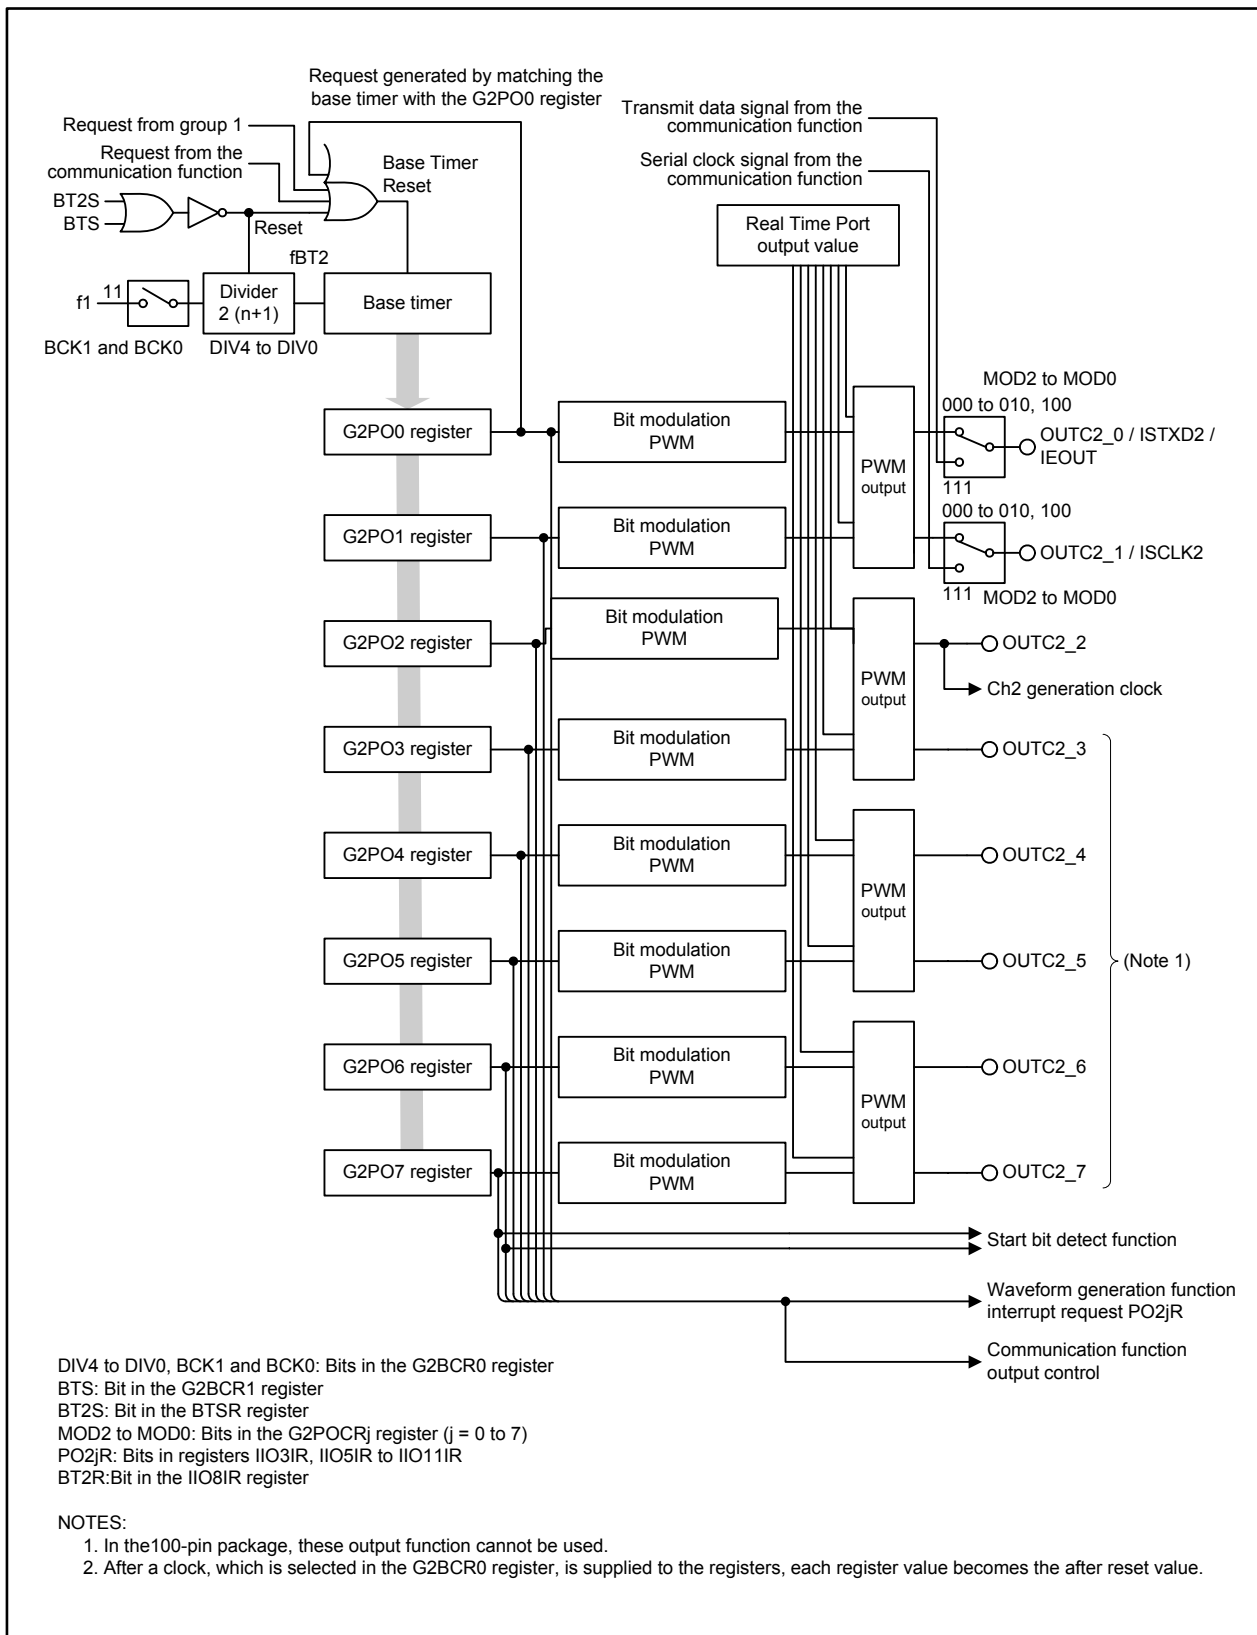 Request generated by matching the
base timer with the G2PO0 register
Transmit data signal from the
communication function
Request from group 1
Request from the
communication function
Base Timer
Reset
Serial clock signal from the
communication function
BT2S
BTS
Reset
Real Time Port
output value
fBT2
f1
11
Divider
2 (n+1)
Base timer
BCK1 and BCK0
DIV4 to DIV0
MOD2 to MOD0
000 to 010, 100
G2PO0 register
Bit modulation
PWM
PWM
output
OUTC2_0 / ISTXD2 /
IEOUT
111
000 to 010, 100
G2PO1 register
Bit modulation
PWM
OUTC2_1 / ISCLK2
111
MOD2 to MOD0
G2PO2 register
Bit modulation
PWM
OUTC2_2
PWM
output
Ch2 generation clock
G2PO3 register
Bit modulation
PWM
OUTC2_3
G2PO4 register
Bit modulation
PWM
OUTC2_4
PWM
output
G2PO5 register
Bit modulation
PWM
OUTC2_5
(Note 1)
G2PO6 register
Bit modulation
PWM
OUTC2_6
PWM
output
G2PO7 register
Bit modulation
PWM
OUTC2_7
Start bit detect function
Waveform generation function
interrupt request PO2jR
Communication function
output control
DIV4 to DIV0, BCK1 and BCK0: Bits in the G2BCR0 register
BTS: Bit in the G2BCR1 register
BT2S: Bit in the BTSR register
MOD2 to MOD0: Bits in the G2POCRj register (j = 0 to 7)
PO2jR: Bits in registers IIO3IR, IIO5IR to IIO11IR
BT2R:Bit in the IIO8IR register
NOTES:
1. In the100-pin package, these output function cannot be used.
2. After a clock, which is selected in the G2BCR0 register, is supplied to the registers, each register value becomes the after reset value.